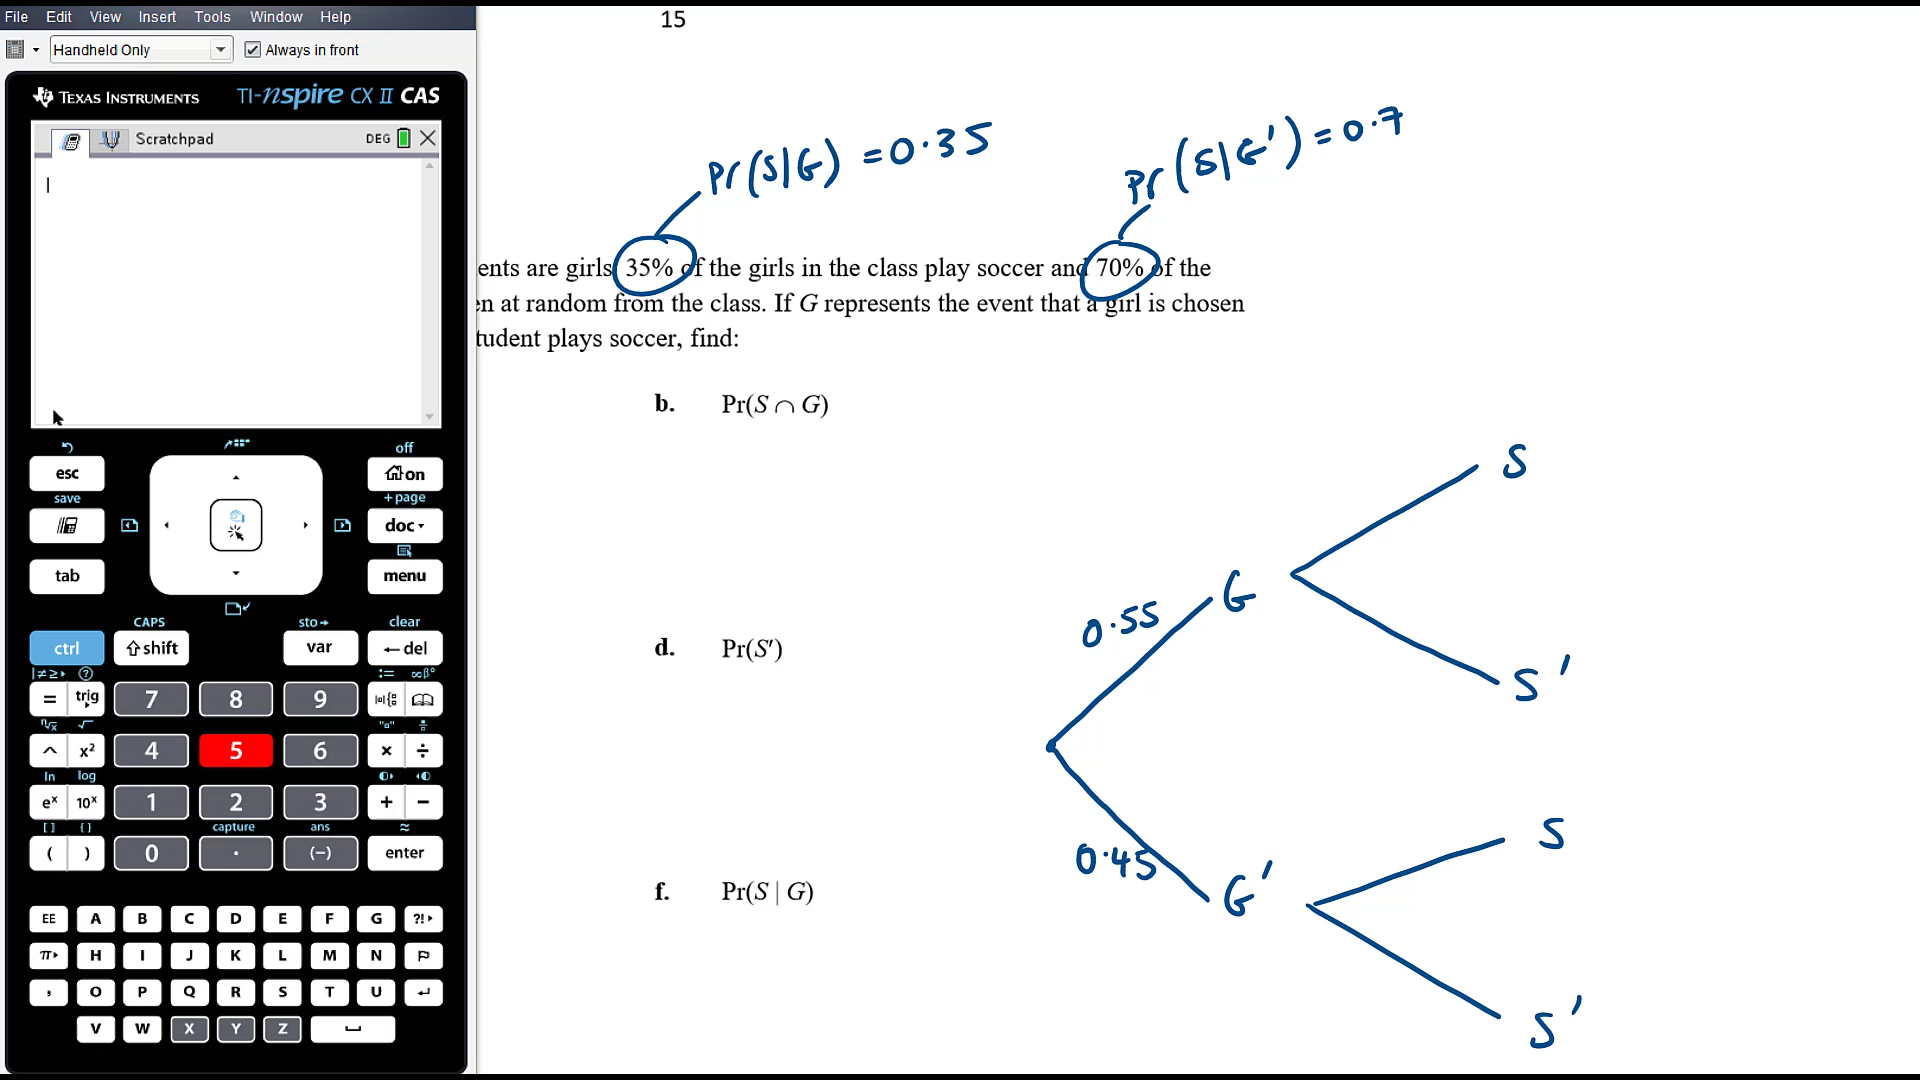 File Edit View Insert Tools Window Help
Handheld Only
Always in front
TEXAS INSTRUMENTS TI-nspire CX II CAS
Scratchpad DEG
esc
off
on
save
+page
doc
tab
menu
CAPS
sto→
clear
ctrl
shift
var
←del
= trig 7 8 9
^ x² 4 5 6 × ÷
ln log
eˣ 10ˣ 1 2 3 + −
[ ] { } capture ans ≈
( ) 0 . (−) enter
EE A B C D E F G ?!▸
π▸ H I J K L M N
, O P Q R S T U
V W X Y Z
15
Pr(S|G) = 0.35
Pr(S|G') = 0.7
ents are girls 35% of the girls in the class play soccer and 70% of the
en at random from the class. If G represents the event that a girl is chosen
tudent plays soccer, find:
b. Pr(S ∩ G)
d. Pr(S′)
f. Pr(S | G)
0.55
G
S
S'
0.45
G'
S
S'